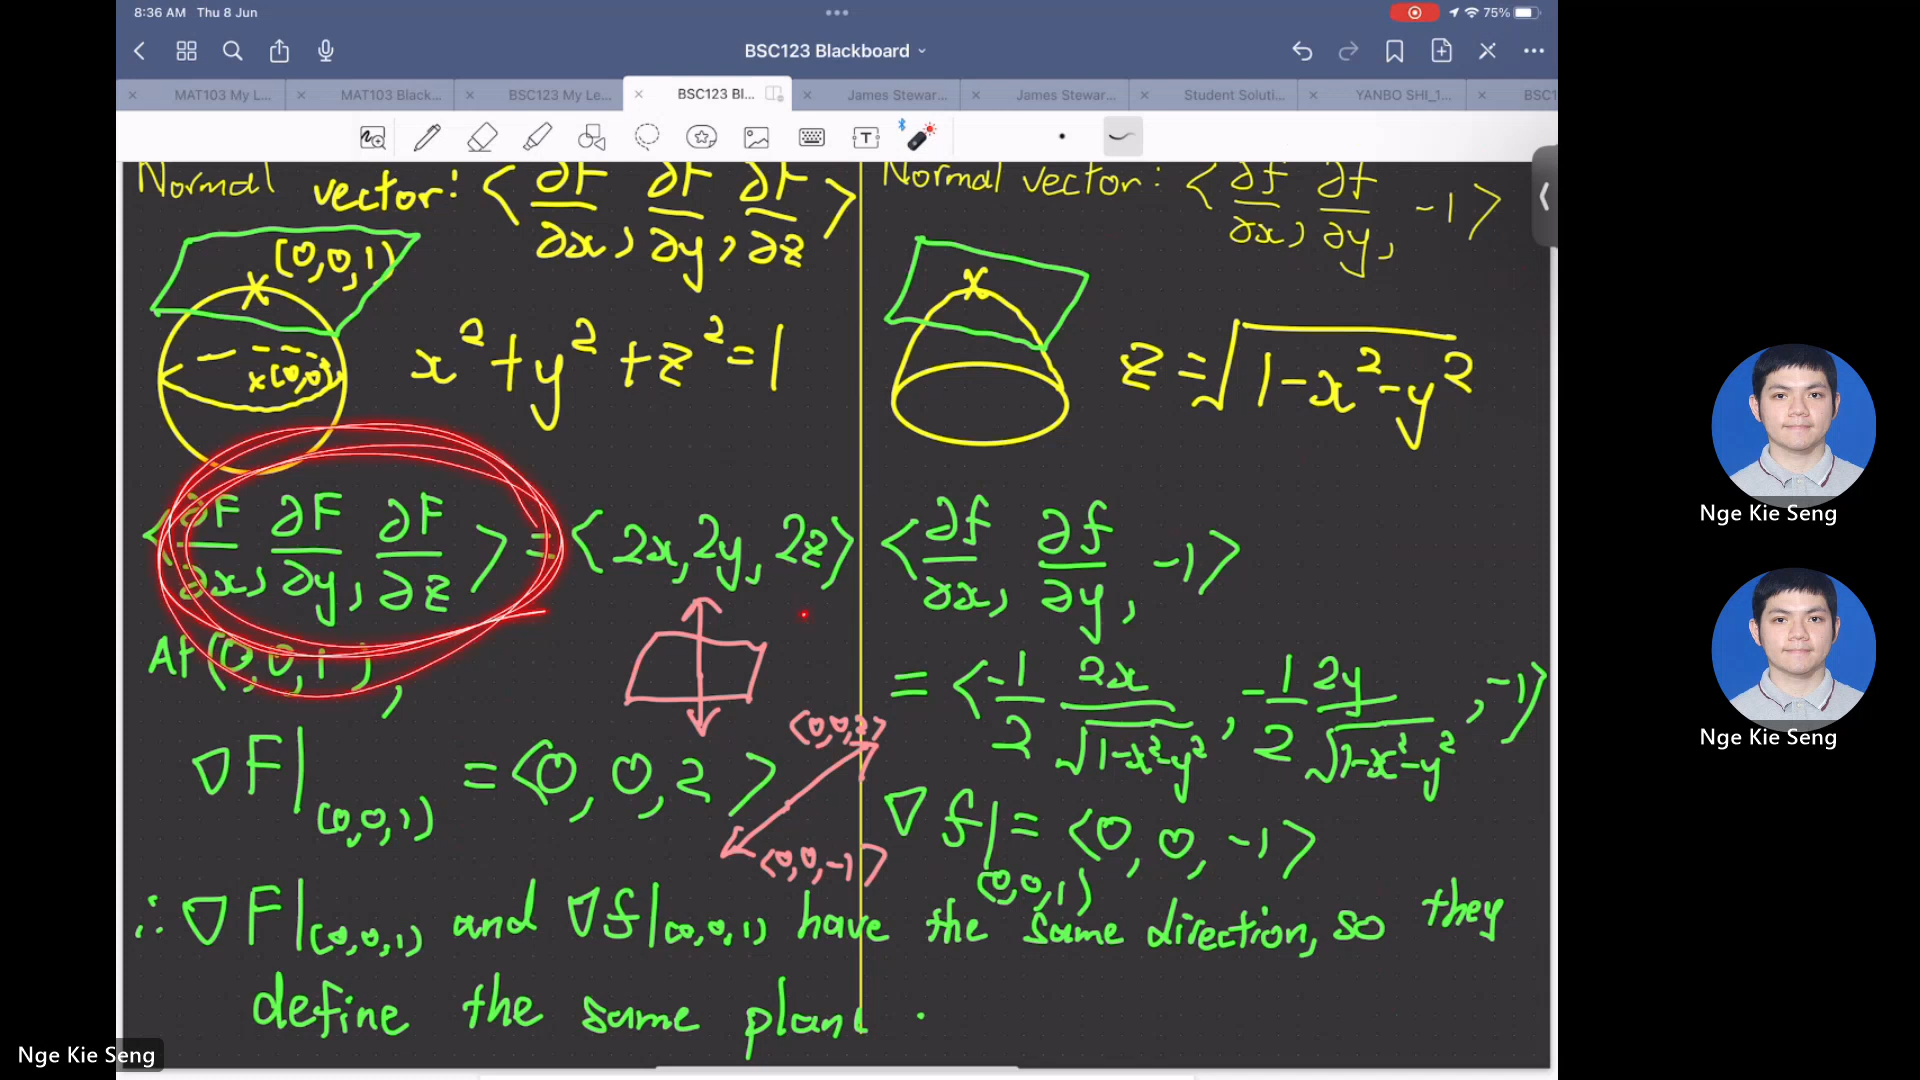 8:36 AM Thu 8 Jun
75%
BSC123 Blackboard
MAT103 My L...
MAT103 Black...
BSC123 My Le...
BSC123 Bl...
James Stewar...
James Stewar...
Student Soluti...
YANBO SHI_1...
BSC1
T
Normal vector: < ∂F/∂x, ∂F/∂y, ∂F/∂z >
(0,0,1)
x(0,0)
x² + y² + z² = 1
< ∂F/∂x, ∂F/∂y, ∂F/∂z > = < 2x, 2y, 2z >
At (0,0,1),
∇F|(0,0,1) = <0, 0, 2>
<0,0,2>
<0,0,-1>
Normal vector: < ∂f/∂x, ∂f/∂y, -1 >
x
z = √(1-x²-y²)
< ∂f/∂x, ∂f/∂y, -1 >
= < -1/2 2x/√(1-x²-y²), -1/2 2y/√(1-x²-y²), -1 >
∇f|(0,0,1) = <0, 0, -1>
∴ ∇F|(0,0,1) and ∇f|(0,0,1) have the same direction, so they
define the same plane.
Nge Kie Seng
Nge Kie Seng
Nge Kie Seng